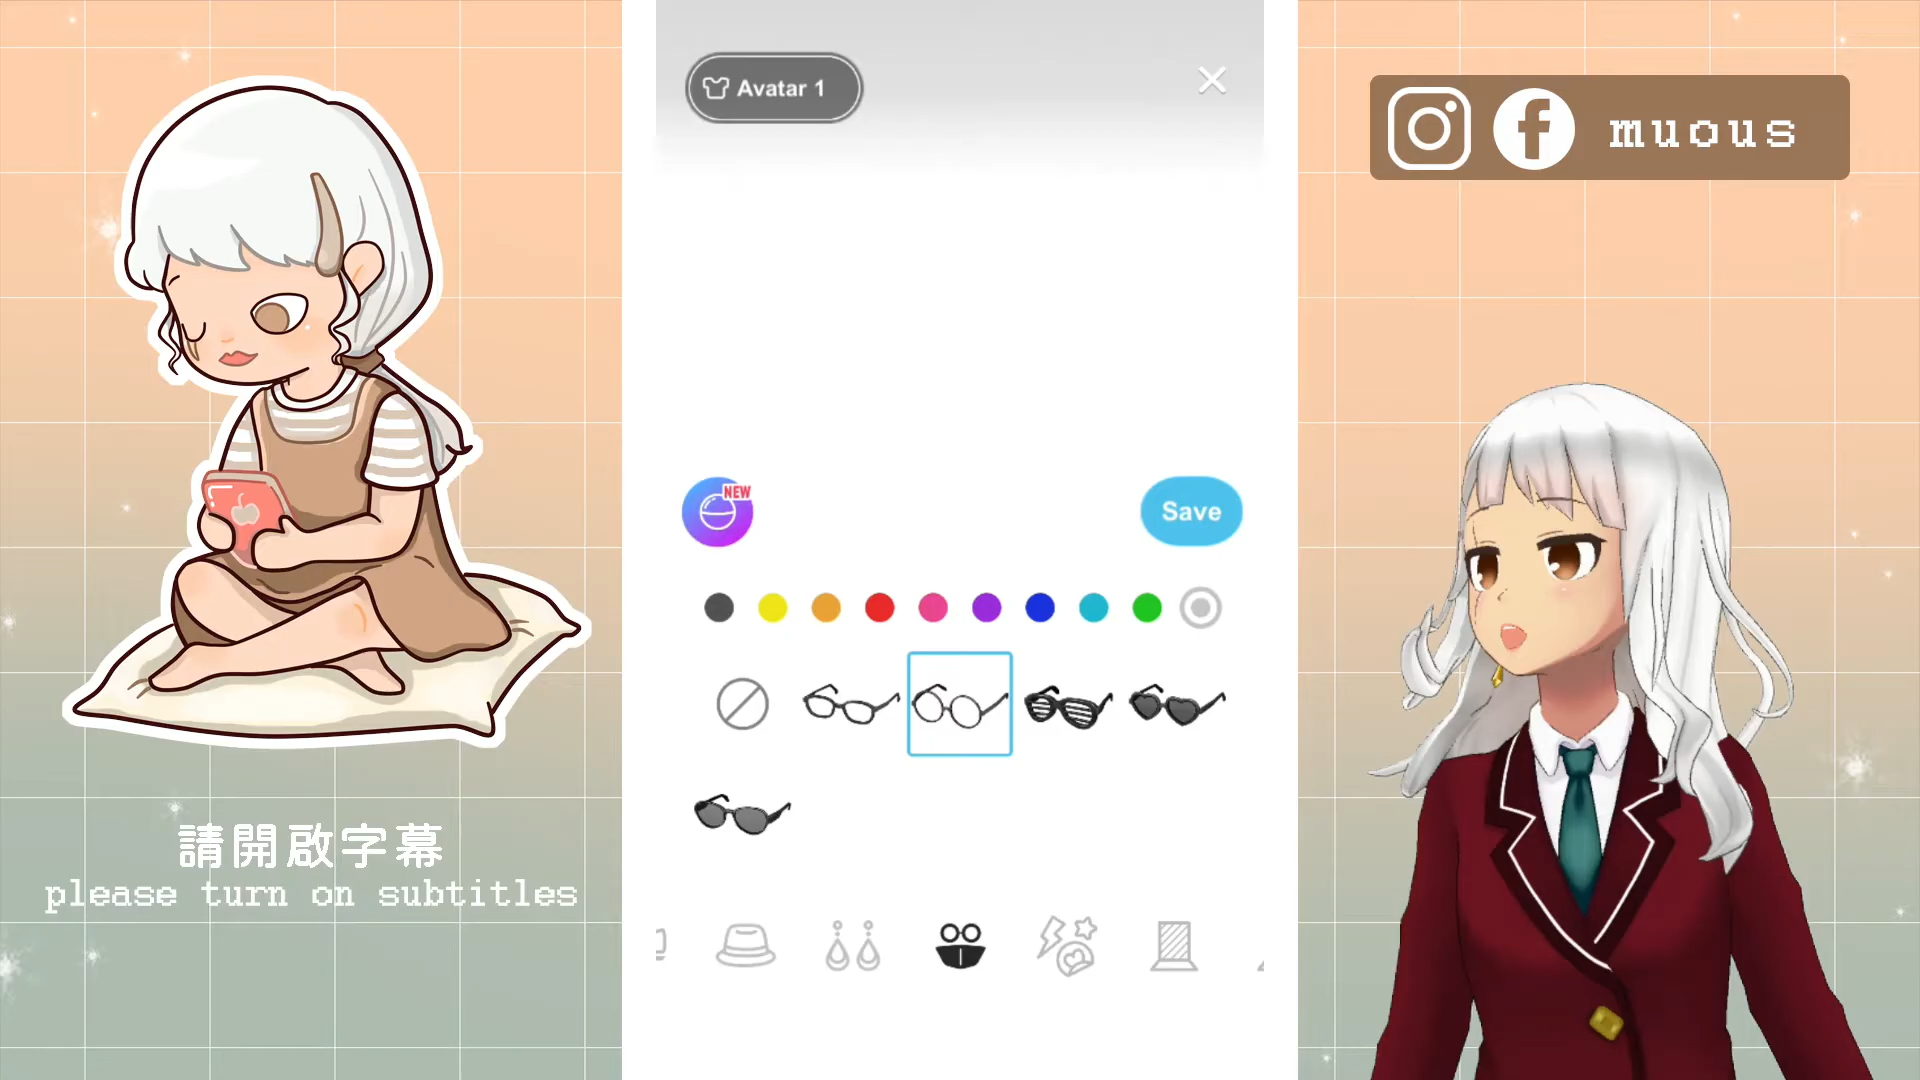 請開啟字幕
please turn on subtitles
Avatar 1
NEW
Save
muous